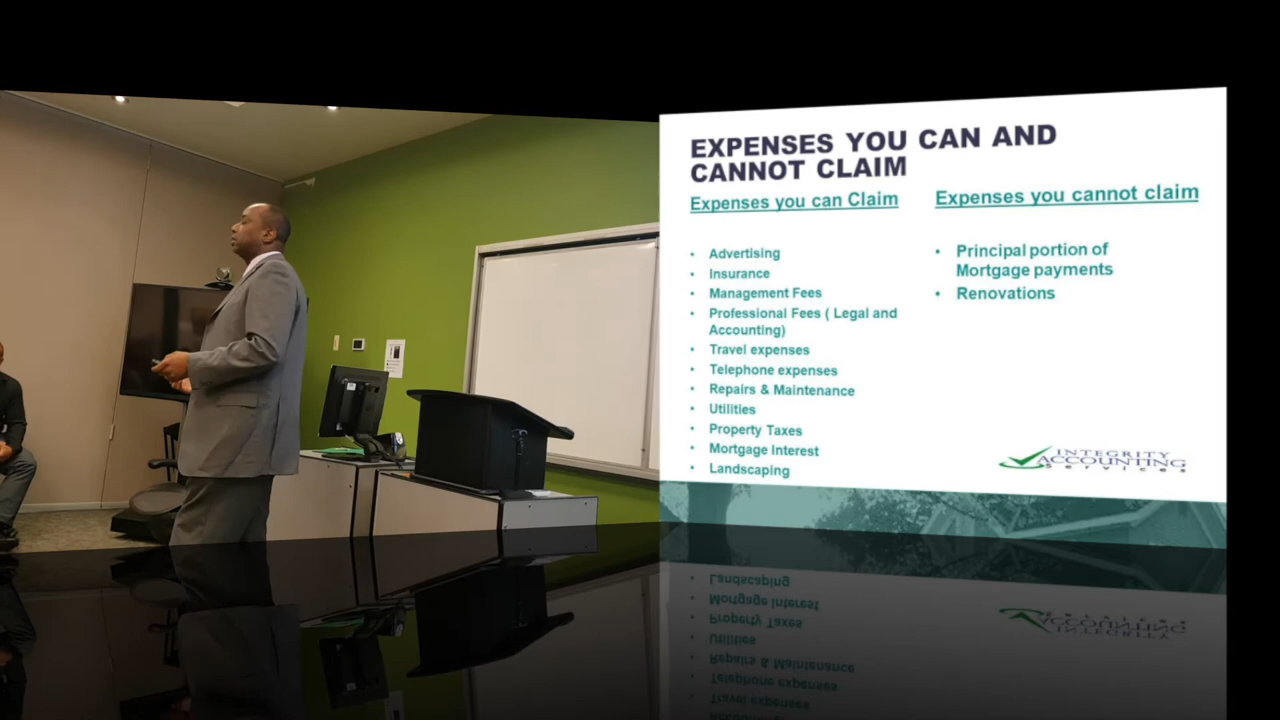 EXPENSES YOU CAN AND
CANNOT CLAIM
Expenses you can Claim
• Advertising
• Insurance
• Management Fees
• Professional Fees ( Legal and
Accounting)
• Travel expenses
• Telephone expenses
• Repairs & Maintenance
• Utilities
• Property Taxes
• Mortgage Interest
• Landscaping
Expenses you cannot claim
• Principal portion of
Mortgage payments
• Renovations
INTEGRITY
ACCOUNTING
Services